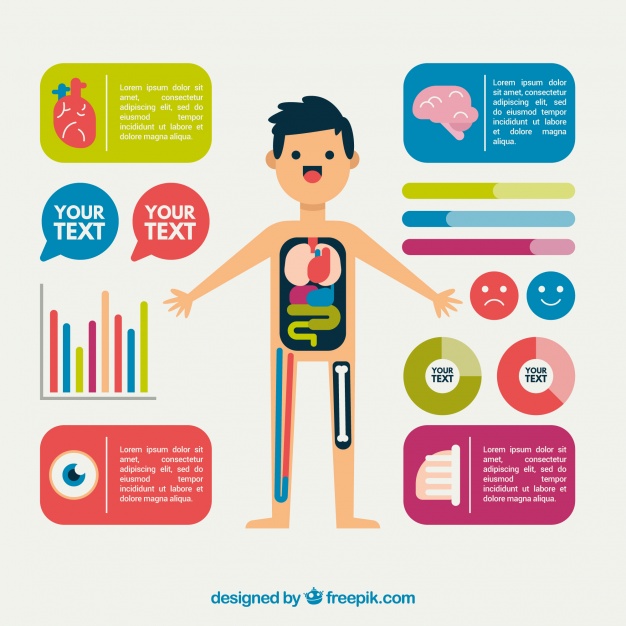 Lorem ipsum dolor sit
amet, consectetur
adipiscing elit, sed do
eiusmod tempor
incididunt ut labore et
dolore magna aliqua.
Lorem ipsum dolor sit
amet, consectetur
adipiscing elit, sed do
eiusmod tempor
incididunt ut labore et
dolore magna aliqua.
YOUR
TEXT
YOUR
TEXT
YOUR
TEXT
YOUR
TEXT
Lorem ipsum dolor sit
amet, consectetur
adipiscing elit, sed do
eiusmod tempor
incididunt ut labore et
dolore magna aliqua.
Lorem ipsum dolor sit
amet, consectetur
adipiscing elit, sed do
eiusmod tempor
incididunt ut labore et
dolore magna aliqua.
designed by freepik.com